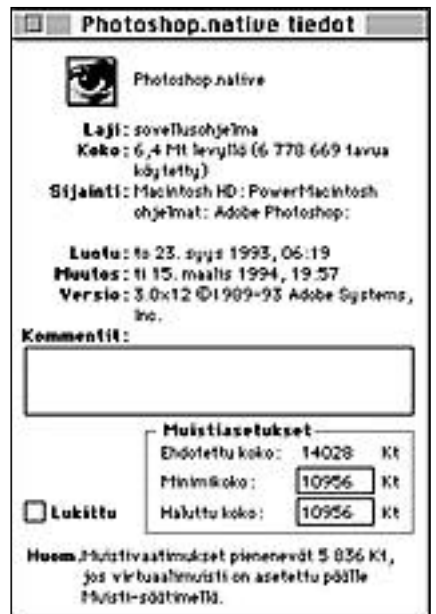 Photoshop.native tiedot
Photoshop.native
Laji: sovellusohjelma
Koko: 6,4 Mt levyllä (6 778 669 tavua
käytetty)
Sijainti: Macintosh HD: PowerMacintosh
ohjelmat: Adobe Photoshop:
Luotu: to 23. syys 1993, 06:19
Muutos: ti 15. maalis 1994, 19:57
Versio: 3.0x12 ©1989-93 Adobe Systems,
Inc.
Kommentit:
Muistiasetukset
Ehdotettu koko: 14028 Kt
Minimikoko: 10956 Kt
Lukittu
Haluttu koko: 10956 Kt
Huom. Muistivaatimukset pienenevät 5 836 Kt,
jos virtuaalimuisti on asetettu päälle
Muisti-säätimellä.